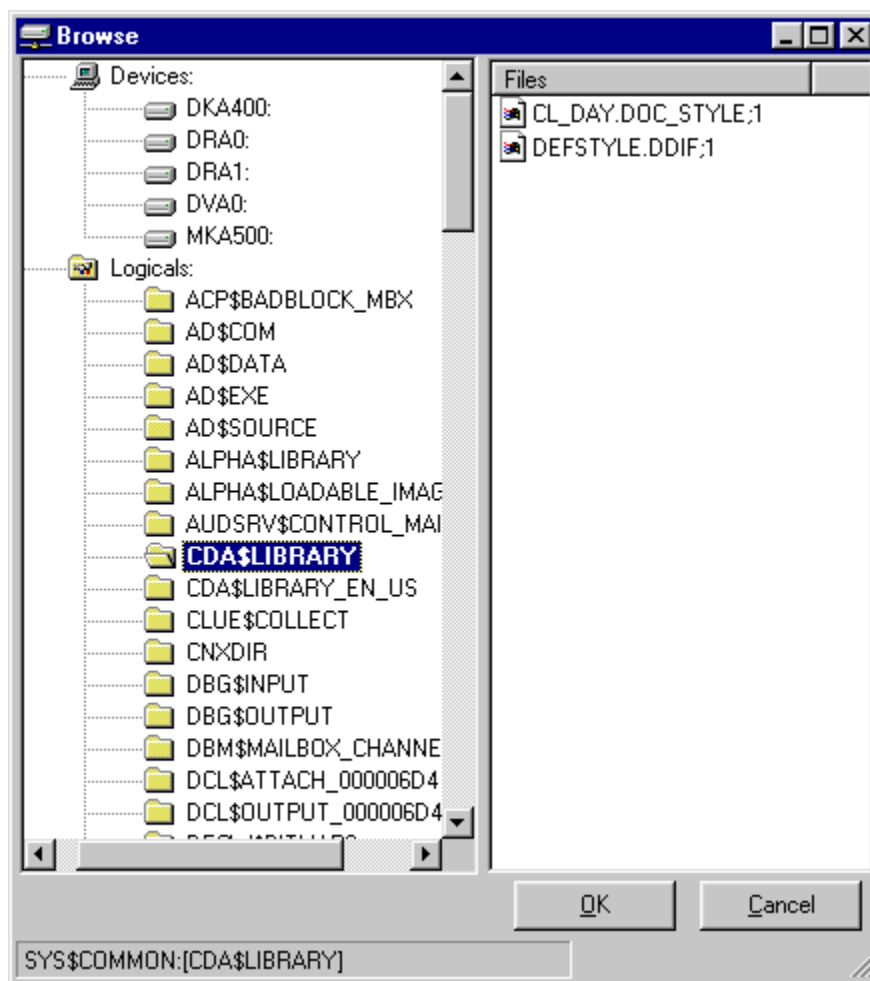 Browse
Devices:
DKA400:
DRA0:
DRA1:
DVA0:
MKA500:
Logicals:
ACP$BADBLOCK_MBX
AD$COM
AD$DATA
AD$EXE
AD$SOURCE
ALPHA$LIBRARY
ALPHA$LOADABLE_IMAG
AUDSRV$CONTROL_MAI
CDA$LIBRARY
CDA$LIBRARY_EN_US
CLUE$COLLECT
CNXDIR
DBG$INPUT
DBG$OUTPUT
DBM$MAILBOX_CHANNE
DCL$ATTACH_000006D4
DCL$OUTPUT_000006D4
Files
CL_DAY.DOC_STYLE;1
DEFSTYLE.DDIF;1
OK
Cancel
SYS$COMMON:[CDA$LIBRARY]